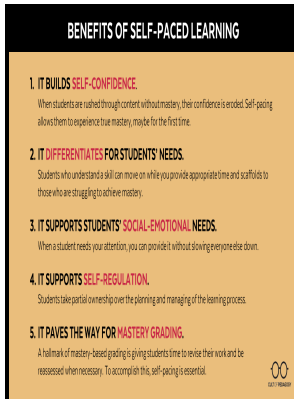 BENEFITS OF SELF-PACED LEARNING
1. IT BUILDS SELF-CONFIDENCE.
When students are rushed through content without mastery, their confidence is eroded. Self-pacing
allows them to experience true mastery, maybe for the first time.
2. IT DIFFERENTIATES FOR STUDENTS' NEEDS.
Students who understand a skill can move on while you provide appropriate time and scaffolds to
those who are struggling to achieve mastery.
3. IT SUPPORTS STUDENTS' SOCIAL-EMOTIONAL NEEDS.
When a student needs your attention, you can provide it without slowing everyone else down.
4. IT SUPPORTS SELF-REGULATION.
Students take partial ownership over the planning and managing of the learning process.
5. IT PAVES THE WAY FOR MASTERY GRADING.
A hallmark of mastery-based grading is giving students time to revise their work and be
reassessed when necessary. To accomplish this, self-pacing is essential.
CULT OF PEDAGOGY